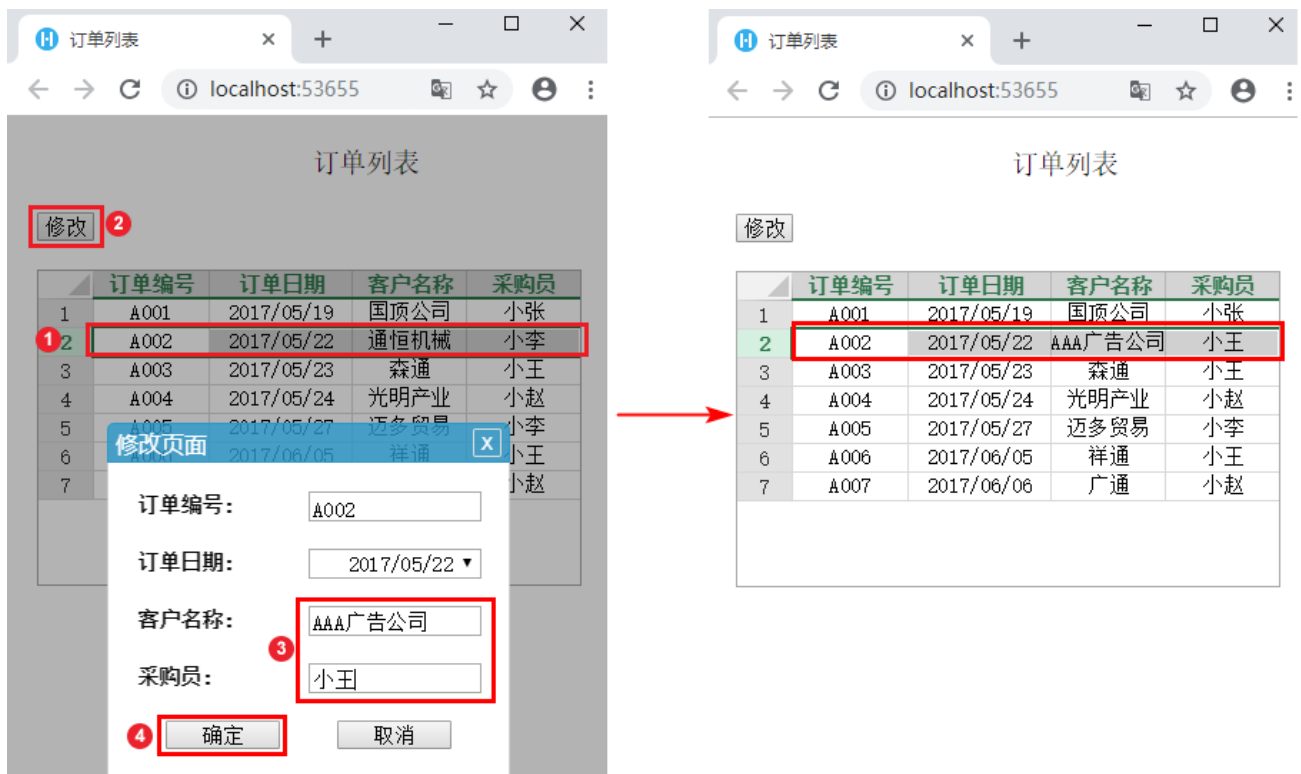 订单列表
localhost:53655
订单列表
修改 2
订单编号 订单日期 客户名称 采购员
1 A001 2017/05/19 国顶公司 小张
1 2 A002 2017/05/22 通恒机械 小李
3 A003 2017/05/23 森通 小王
4 A004 2017/05/24 光明产业 小赵
5 A005 2017/05/27 迈多贸易 小李
6 A006 2017/06/05 祥通 小王
7 小赵
修改页面 X
订单编号: A002
订单日期: 2017/05/22
客户名称: AAA广告公司
3
采购员: 小王
4 确定 取消
订单列表
localhost:53655
订单列表
修改
订单编号 订单日期 客户名称 采购员
1 A001 2017/05/19 国顶公司 小张
2 A002 2017/05/22 AAA广告公司 小王
3 A003 2017/05/23 森通 小王
4 A004 2017/05/24 光明产业 小赵
5 A005 2017/05/27 迈多贸易 小李
6 A006 2017/06/05 祥通 小王
7 A007 2017/06/06 广通 小赵